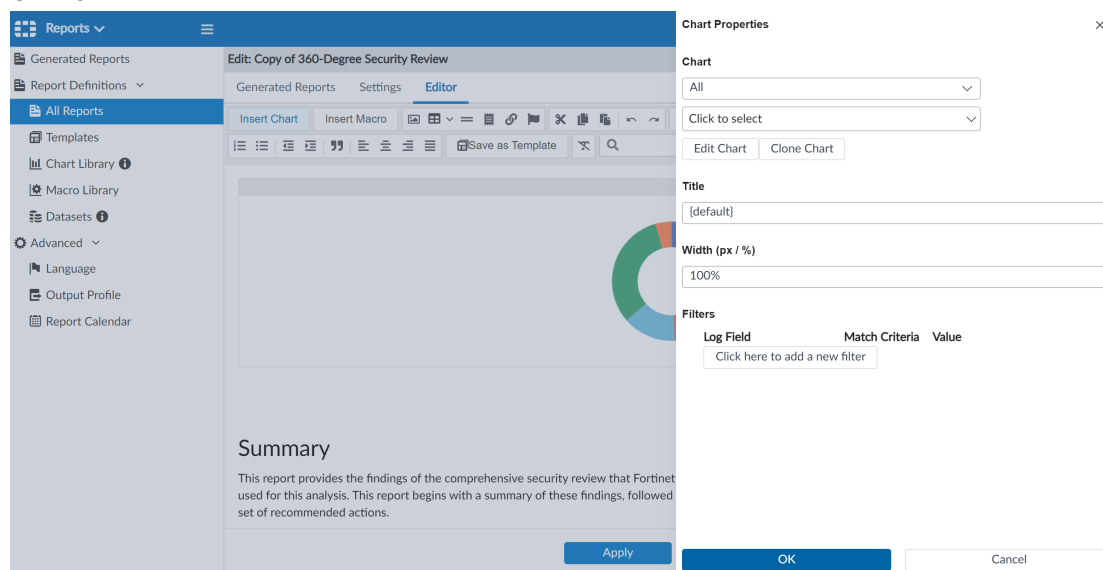 Reports
Generated Reports
Report Definitions
All Reports
Templates
Chart Library
Macro Library
Datasets
Advanced
Language
Output Profile
Report Calendar
Edit: Copy of 360-Degree Security Review
Generated Reports Settings Editor
Insert Chart Insert Macro
Save as Template
Summary
This report provides the findings of the comprehensive security review that Fortinet
used for this analysis. This report begins with a summary of these findings, followed
set of recommended actions.
Apply
Chart Properties
Chart
All
Click to select
Edit Chart Clone Chart
Title
{default}
Width (px / %)
100%
Filters
Log Field Match Criteria Value
Click here to add a new filter
OK Cancel